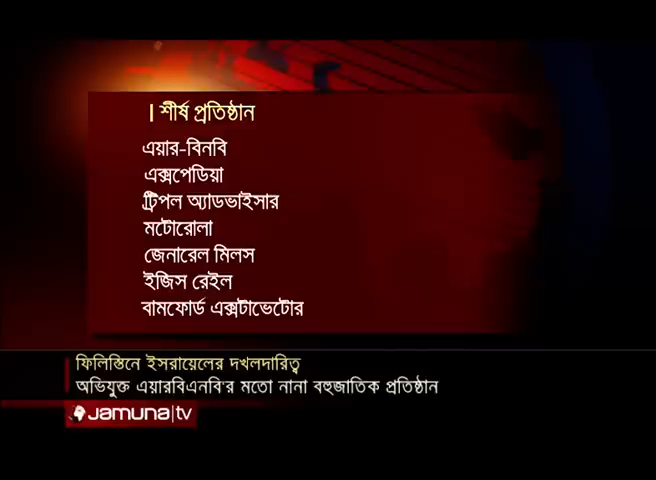 । শীর্ষ প্রতিষ্ঠান
এয়ার-বিনবি
এক্সপেডিয়া
ট্রিপল অ্যাডভাইসার
মটোরোলা
জেনারেল মিলস
ইজিস রেইল
বামফোর্ড এক্সটাভেটোর
ফিলিস্তিনে ইসরায়েলের দখলদারিত্ব
অভিযুক্ত এয়ারবিএনবি'র মতো নানা বহুজাতিক প্রতিষ্ঠান
Jamuna|tv